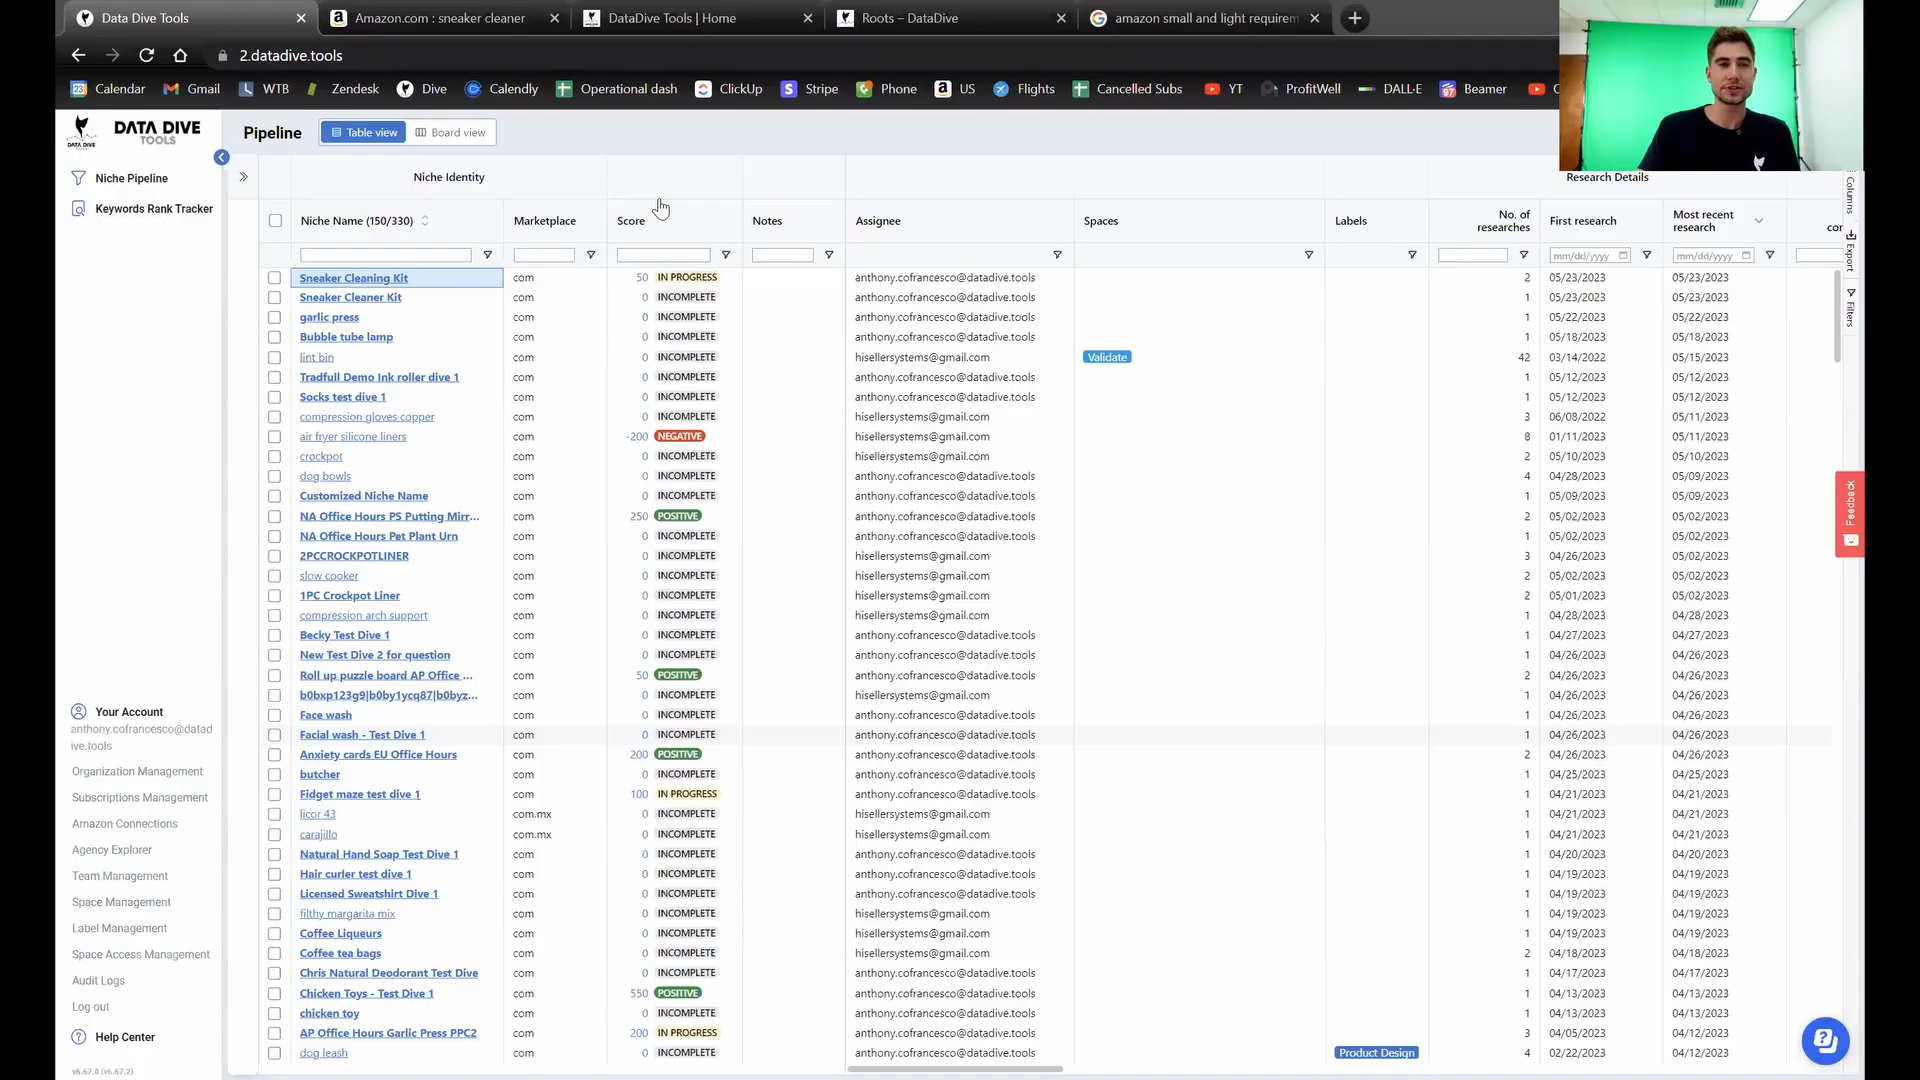 Data Dive Tools
Amazon.com : sneaker cleaner
DataDive Tools | Home
Roots – DataDive
amazon small and light requirem
2.datadive.tools
Calendar
Gmail
WTB
Zendesk
Dive
Calendly
Operational dash
ClickUp
Stripe
Phone
US
Flights
Cancelled Subs
YT
ProfitWell
DALL·E
Beamer
DATA DIVE
TOOLS
DATA DIVE
Pipeline
Table view
Board view
Niche Pipeline
Keywords Rank Tracker
Niche Identity
Research Details
Niche Name (150/330)
Marketplace
Score
Notes
Assignee
Spaces
Labels
No. of researches
First research
Most recent research
cor
mm/dd/yyyy
mm/dd/yyyy
Columns
Export
Filters
Feedback
Sneaker Cleaning Kit com 50 IN PROGRESS anthony.cofrancesco@datadive.tools 2 05/23/2023 05/23/2023
Sneaker Cleaner Kit com 0 INCOMPLETE anthony.cofrancesco@datadive.tools 1 05/23/2023 05/23/2023
garlic press com 0 INCOMPLETE anthony.cofrancesco@datadive.tools 1 05/22/2023 05/22/2023
Bubble tube lamp com 0 INCOMPLETE anthony.cofrancesco@datadive.tools 1 05/18/2023 05/18/2023
lint bin com 0 INCOMPLETE hisellersystems@gmail.com Validate 42 03/14/2022 05/15/2023
Tradfull Demo Ink roller dive 1 com 0 INCOMPLETE anthony.cofrancesco@datadive.tools 1 05/12/2023 05/12/2023
Socks test dive 1 com 0 INCOMPLETE anthony.cofrancesco@datadive.tools 1 05/12/2023 05/12/2023
compression gloves copper com 0 INCOMPLETE hisellersystems@gmail.com 3 06/08/2022 05/11/2023
air fryer silicone liners com -200 NEGATIVE hisellersystems@gmail.com 8 01/11/2023 05/11/2023
crockpot com 0 INCOMPLETE hisellersystems@gmail.com 2 05/10/2023 05/10/2023
dog bowls com 0 INCOMPLETE anthony.cofrancesco@datadive.tools 4 04/28/2023 05/09/2023
Customized Niche Name com 0 INCOMPLETE anthony.cofrancesco@datadive.tools 1 05/09/2023 05/09/2023
NA Office Hours PS Putting Mirr... com 250 POSITIVE anthony.cofrancesco@datadive.tools 2 05/02/2023 05/02/2023
NA Office Hours Pet Plant Urn com 0 INCOMPLETE anthony.cofrancesco@datadive.tools 1 05/02/2023 05/02/2023
2PCCROCKPOTLINER com 0 INCOMPLETE hisellersystems@gmail.com 3 04/26/2023 05/02/2023
slow cooker com 0 INCOMPLETE hisellersystems@gmail.com 2 05/02/2023 05/02/2023
1PC Crockpot Liner com 0 INCOMPLETE hisellersystems@gmail.com 2 05/01/2023 05/02/2023
compression arch support com 0 INCOMPLETE hisellersystems@gmail.com 1 04/28/2023 04/28/2023
Becky Test Dive 1 com 0 INCOMPLETE anthony.cofrancesco@datadive.tools 1 04/27/2023 04/27/2023
New Test Dive 2 for question com 0 INCOMPLETE anthony.cofrancesco@datadive.tools 1 04/26/2023 04/26/2023
Roll up puzzle board AP Office ... com 50 POSITIVE anthony.cofrancesco@datadive.tools 2 04/26/2023 04/26/2023
b0bxp123g9|b0by1ycq87|b0byz... com 0 INCOMPLETE hisellersystems@gmail.com 1 04/26/2023 04/26/2023
Face wash com 0 INCOMPLETE anthony.cofrancesco@datadive.tools 1 04/26/2023 04/26/2023
Facial wash - Test Dive 1 com 0 INCOMPLETE anthony.cofrancesco@datadive.tools 1 04/26/2023 04/26/2023
Anxiety cards EU Office Hours com 200 POSITIVE anthony.cofrancesco@datadive.tools 2 04/26/2023 04/26/2023
butcher com 0 INCOMPLETE anthony.cofrancesco@datadive.tools 1 04/25/2023 04/25/2023
Fidget maze test dive 1 com 100 IN PROGRESS anthony.cofrancesco@datadive.tools 1 04/21/2023 04/21/2023
licor 43 com.mx 0 INCOMPLETE hisellersystems@gmail.com 1 04/21/2023 04/21/2023
carajillo com.mx 0 INCOMPLETE hisellersystems@gmail.com 1 04/21/2023 04/21/2023
Natural Hand Soap Test Dive 1 com 0 INCOMPLETE anthony.cofrancesco@datadive.tools 1 04/20/2023 04/20/2023
Hair curler test dive 1 com 0 INCOMPLETE anthony.cofrancesco@datadive.tools 1 04/19/2023 04/19/2023
Licensed Sweatshirt Dive 1 com 0 INCOMPLETE anthony.cofrancesco@datadive.tools 1 04/19/2023 04/19/2023
filthy margarita mix com 0 INCOMPLETE hisellersystems@gmail.com 1 04/19/2023 04/19/2023
Coffee Liqueurs com 0 INCOMPLETE hisellersystems@gmail.com 1 04/19/2023 04/19/2023
Coffee tea bags com 0 INCOMPLETE hisellersystems@gmail.com 2 04/18/2023 04/18/2023
Chris Natural Deodorant Test Dive com 0 INCOMPLETE anthony.cofrancesco@datadive.tools 1 04/17/2023 04/17/2023
Chicken Toys - Test Dive 1 com 550 POSITIVE anthony.cofrancesco@datadive.tools 1 04/13/2023 04/13/2023
chicken toy com 0 INCOMPLETE anthony.cofrancesco@datadive.tools 1 04/13/2023 04/13/2023
AP Office Hours Garlic Press PPC2 com 200 IN PROGRESS anthony.cofrancesco@datadive.tools 3 04/05/2023 04/12/2023
dog leash com 0 INCOMPLETE anthony.cofrancesco@datadive.tools Product Design 4 02/22/2023 04/12/2023
Your Account
anthony.cofrancesco@datad
ive.tools
Organization Management
Subscriptions Management
Amazon Connections
Agency Explorer
Team Management
Space Management
Label Management
Space Access Management
Audit Logs
Log out
Help Center
v6.67.0 (v6.67.2)